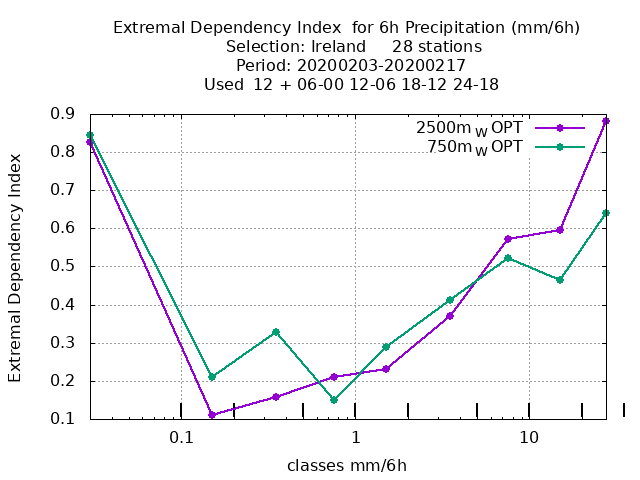 Extremal Dependency Index  for 6h Precipitation (mm/6h)
Selection: Ireland     28 stations
Period: 20200203-20200217
Used  12 + 06-00 12-06 18-12 24-18
2500m_W OPT
750m_W OPT
Extremal Dependency Index
0.9
0.8
0.7
0.6
0.5
0.4
0.3
0.2
0.1
0.1 1 10
classes mm/6h